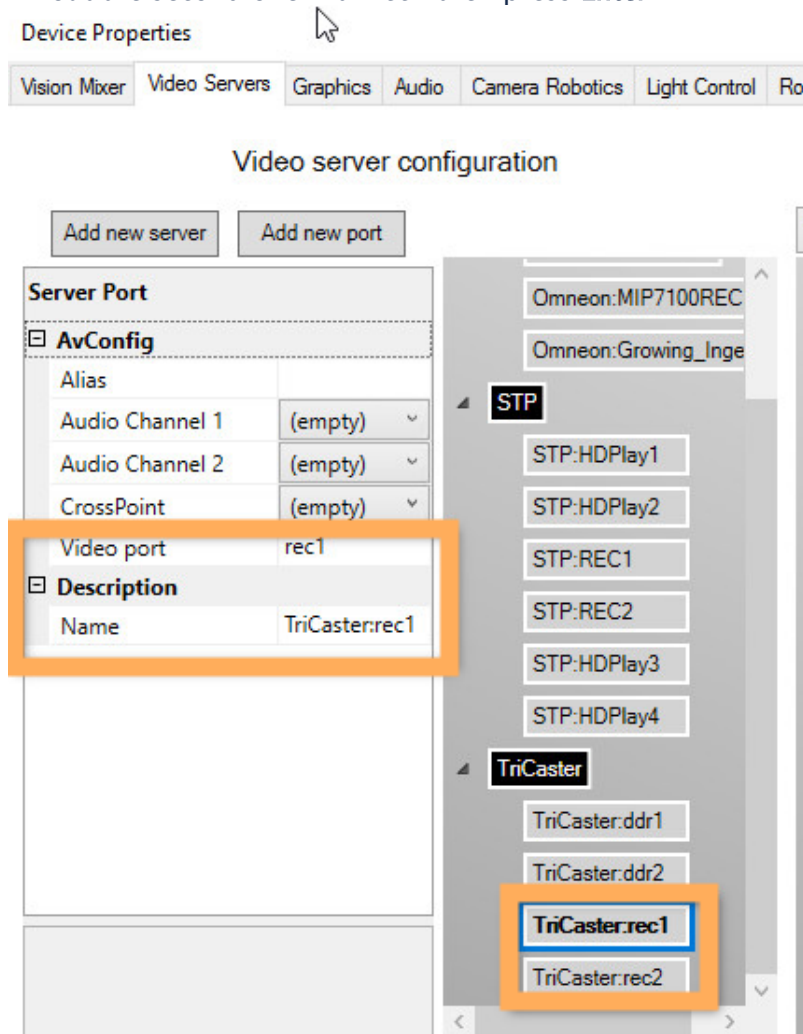 Device Properties
Vision Mixer Video Servers Graphics Audio Camera Robotics Light Control Ro
Video server configuration
Add new server Add new port
Server Port
AvConfig
Alias
Audio Channel 1 (empty)
Audio Channel 2 (empty)
CrossPoint (empty)
Video port rec1
Description
Name TriCaster:rec1
Omneon:MIP7100REC
Omneon:Growing_Inge
STP
STP:HDPlay1
STP:HDPlay2
STP:REC1
STP:REC2
STP:HDPlay3
STP:HDPlay4
TriCaster
TriCaster:ddr1
TriCaster:ddr2
TriCaster:rec1
TriCaster:rec2